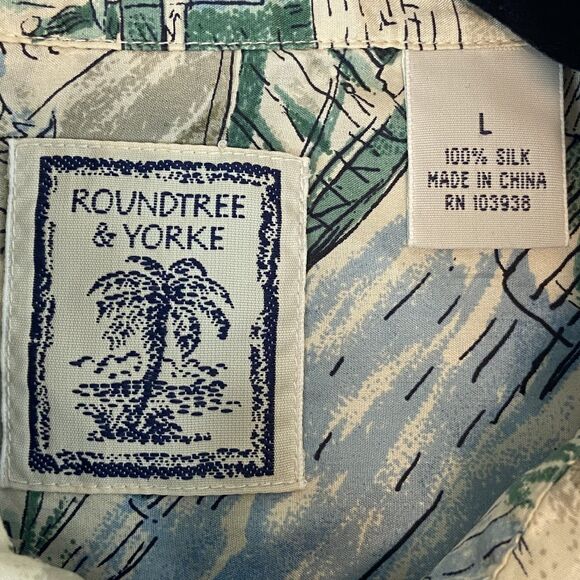 ROUNDTREE
& YORKE
L
100% SILK
MADE IN CHINA
RN 103938